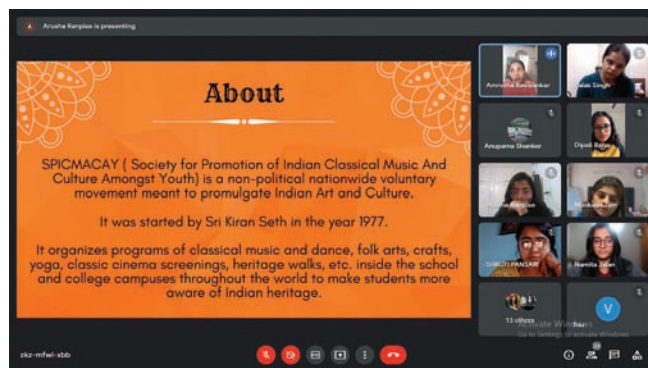 Arusha Rangise is presenting
About
SPICMACAY ( Society for Promotion of Indian Classical Music And
Culture Amongst Youth) is a non-political nationwide voluntary
movement meant to promulgate Indian Art and Culture.
It was started by Sri Kiran Seth in the year 1977.
It organizes programs of classical music and dance, folk arts, crafts,
yoga, classic cinema screenings, heritage walks, etc. inside the school
and college campuses throughout the world to make students more
aware of Indian heritage.
Singh
Anupama Shanker
Dipali
SHRUTI PANSARI
Namita Jalan
13 others
V
You
Activate Windows
Go to Settings to activate Windows.
zkz-mfwi-xbb